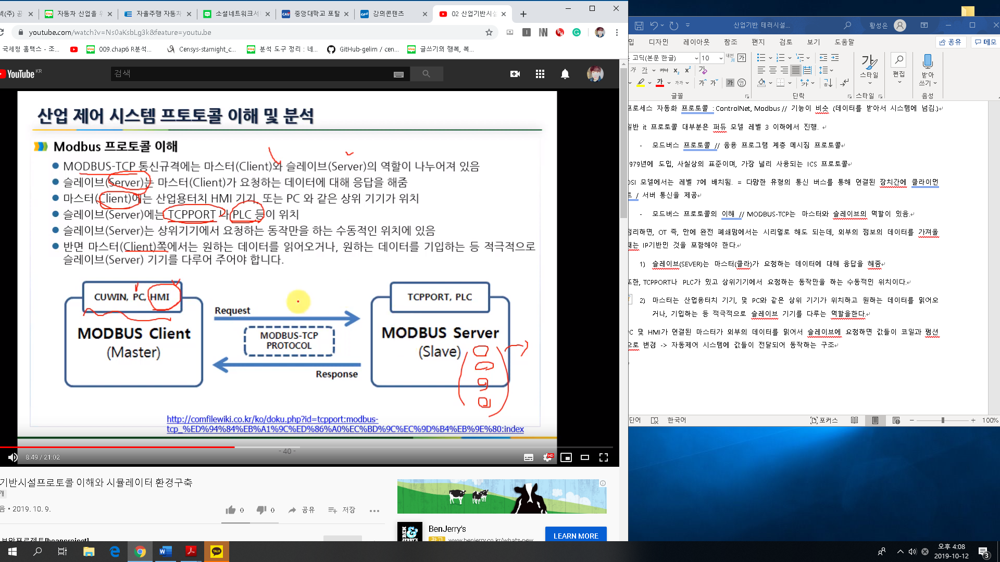 섹(주) 공
자동차 산업을 위
자율주행 자동차
소셜네트워크서비
중앙대학교 포탈
강의콘텐츠
02 산업기반시설
youtube.com/watch?v=Ns0aKsbLg3k&feature=youtu.be
국세청 홈택스 - 조...
009.chap6 R분석...
Censys-starnight_c...
분석 도구 정리 : 네...
GitHub-gelim / cen...
글쓰기의 행복, 복...
YouTube KR
검색
산업 제어 시스템 프토토콜 이해 및 분석
Modbus 프로토콜 이해
MODBUS-TCP 통신규격에는 마스터(Client)와 슬레이브(Server)의 역할이 나누어져 있음
슬레이브(Server)는 마스터(Client)가 요청하는 데이터에 대해 응답을 해줌
마스터(Client)에는 산업용터치 HMI 기기, 또는 PC 와 같은 상위 기기가 위치
슬레이브(Server)에는 TCPPORT 나 PLC 등이 위치
슬레이브(Server)는 상위기기에서 요청하는 동작만을 하는 수동적인 위치에 있음
반면 마스터(Client)쪽에서는 원하는 데이터를 읽어오거나, 원하는 데이터를 기입하는 등 적극적으로
슬레이브(Server) 기기를 다루어 주어야 합니다.
CUWIN, PC, HMI
MODBUS Client
(Master)
Request
MODBUS-TCP
PROTOCOL
Response
TCPPORT, PLC
MODBUS Server
(Slave)
http://comfilewiki.co.kr/ko/doku.php?id=tcpport:modbus-
tcp_%ED%94%84%EB%A1%9C%ED%86%A0%EC%BD%9C%EC%9D%B4%EB%9E%80:index
- 40 -
8:49 / 21:02
HD
기반시설프로토콜 이해와 시뮬레이터 환경구축
개
음 • 2019. 10. 9.
0
0
공유
저장
보안프로젝트[boanproject]
BEN &
BenJerry's
광고 www.benjerry.co.kr/whats-new
LEARN MORE
산업기반 테러시설...
황성은
입 디자인 레이아웃 참조 편지 검토 보기 도움말
공유
메모
고딕(본문 한글) 10
가
스타일
편집
받아
쓰기
글꼴
단락
스타일
음성
프로세스 자동화 프로토콜 : ControlNet, Modbus // 기능이 비슷 (데이터를 받아서 시스템에 넘김.)
일반 it 프로토콜 대부분은 퍼듀 모델 레벨 3 이하에서 진행.
- 모드버스 프로토콜 // 응용 프로그램 계층 메시징 프로토콜
1979년에 도입, 사실상의 표준이며, 가장 널리 사용되는 ICS 프로토콜
OSI 모델에서는 레벨 7에 배치됨. = 다양한 유형의 통신 버스를 통해 연결된 장치간에 클라이언
트 / 서버 통신을 제공
- 모드버스 프로토콜의 이해 // MODBUS-TCP는 마스터와 슬레이브의 역할이 있음.
정리하면, OT 즉, 안에 완전 폐쇄망에서는 시리얼로 해도 되는데, 외부의 정보의 데이터를 가져올
때는 IP기반인 것을 포함해야 한다.
1) 슬레이브(SEVER)는 마스터(클라)가 요청하는 데이터에 대해 응답을 해줌
또한, TCPPORT나 PLC가 있고 상위기기에서 요청하는 동작만을 하는 수동적인 위치이다.
2) 마스터는 산업용터치 기기, 및 PC와 같은 상위 기기가 위치하고 원하는 데이터를 읽어오
거나, 기입하는 등 적극적으로 슬레이브 기기를 다루는 역할을한다.
PC 및 HMI가 연결된 마스터가 외부의 데이터를 읽어서 슬레이브에 요청하면 값들이 코일과 펑션
으로 변경 -> 자동제어 시스템에 값들이 전달되어 동작하는 구조
단어
한국어
포커스
100%
TALK
오후 4:08
2019-10-12
3